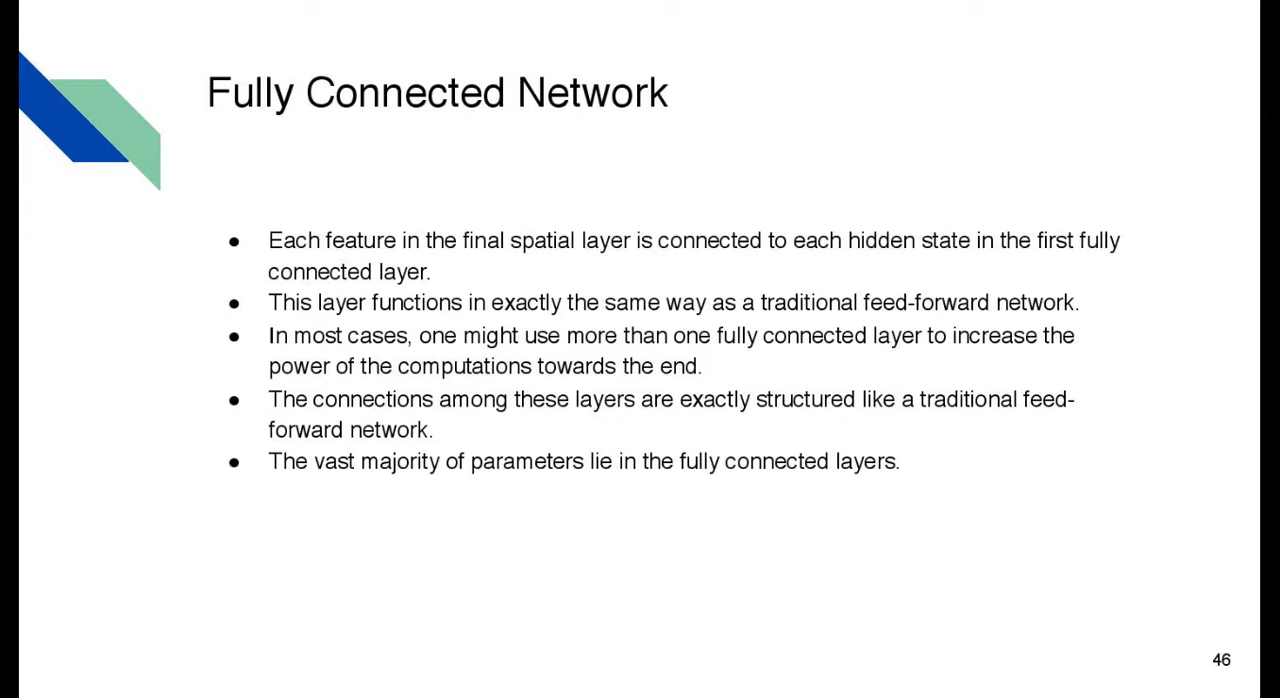 Fully Connected Network
● Each feature in the final spatial layer is connected to each hidden state in the first fully
connected layer.
● This layer functions in exactly the same way as a traditional feed-forward network.
● In most cases, one might use more than one fully connected layer to increase the
power of the computations towards the end.
● The connections among these layers are exactly structured like a traditional feed-
forward network.
● The vast majority of parameters lie in the fully connected layers.
46